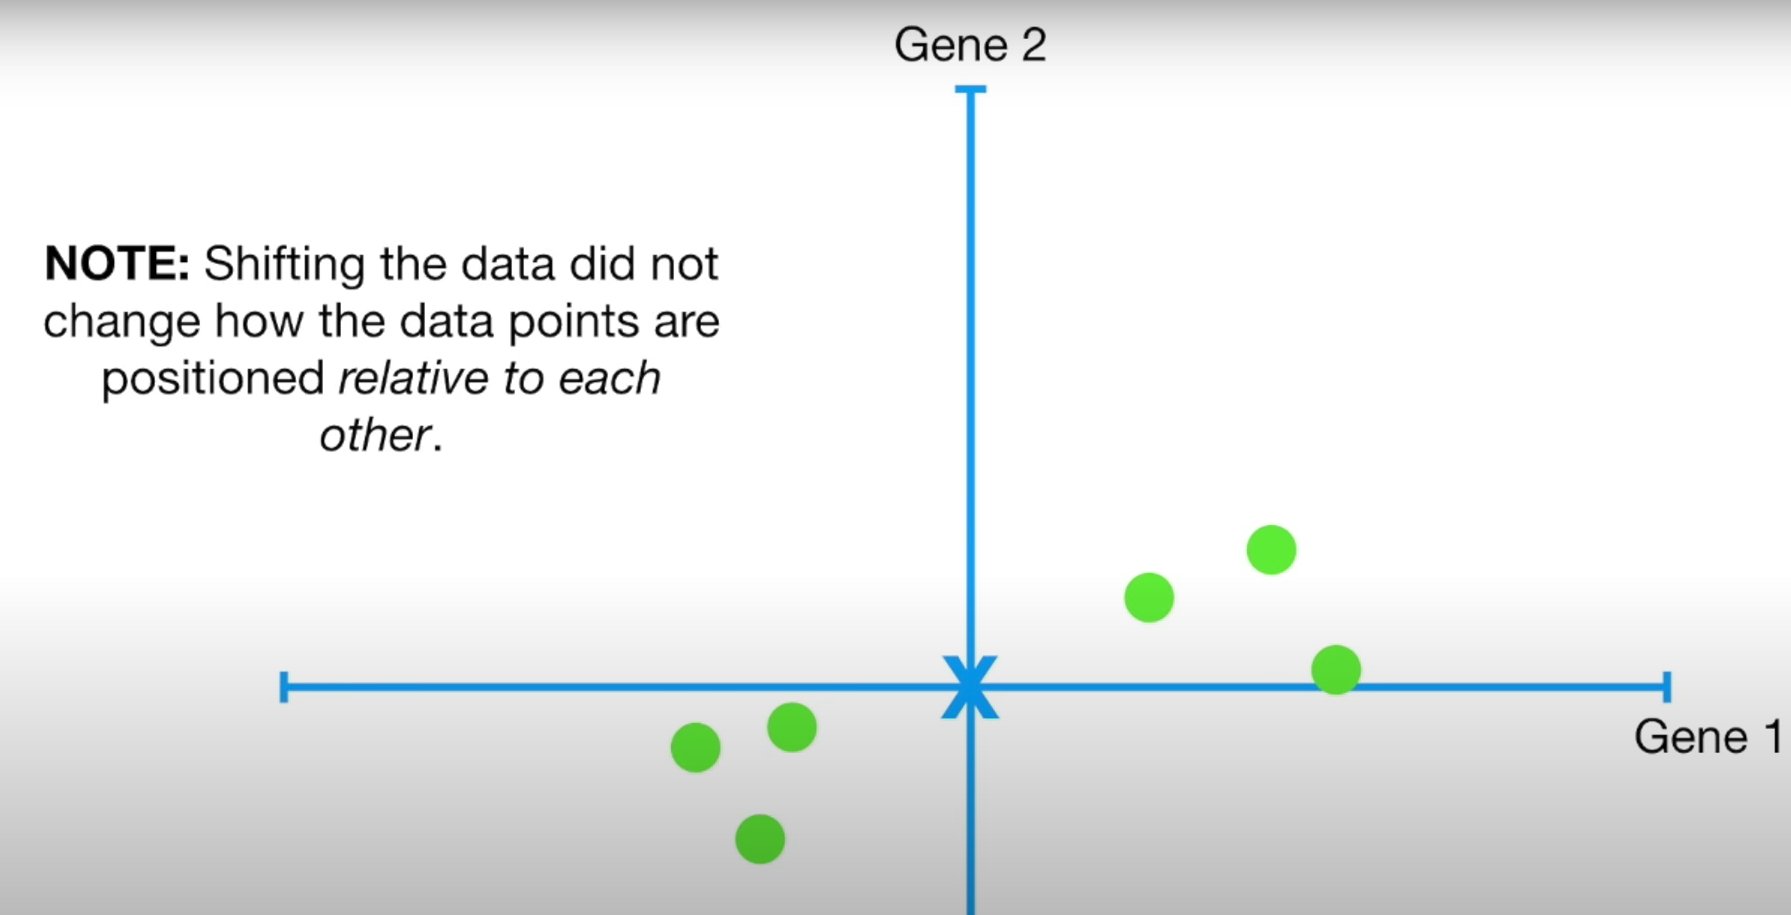 Gene 2
NOTE: Shifting the data did not
change how the data points are
positioned relative to each
other.
X
Gene 1